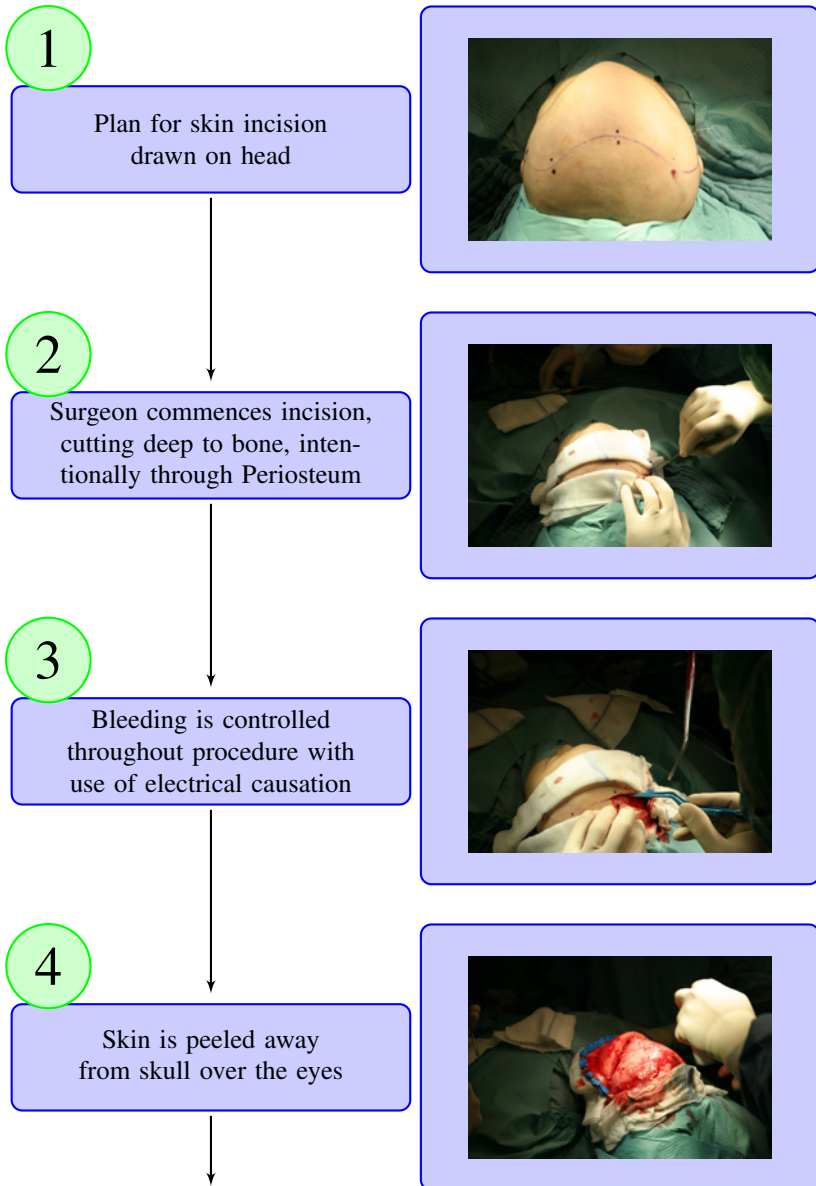 1
Plan for skin incision
drawn on head
2
Surgeon commences incision,
cutting deep to bone, inten-
tionally through Periosteum
3
Bleeding is controlled
throughout procedure with
use of electrical causation
4
Skin is peeled away
from skull over the eyes